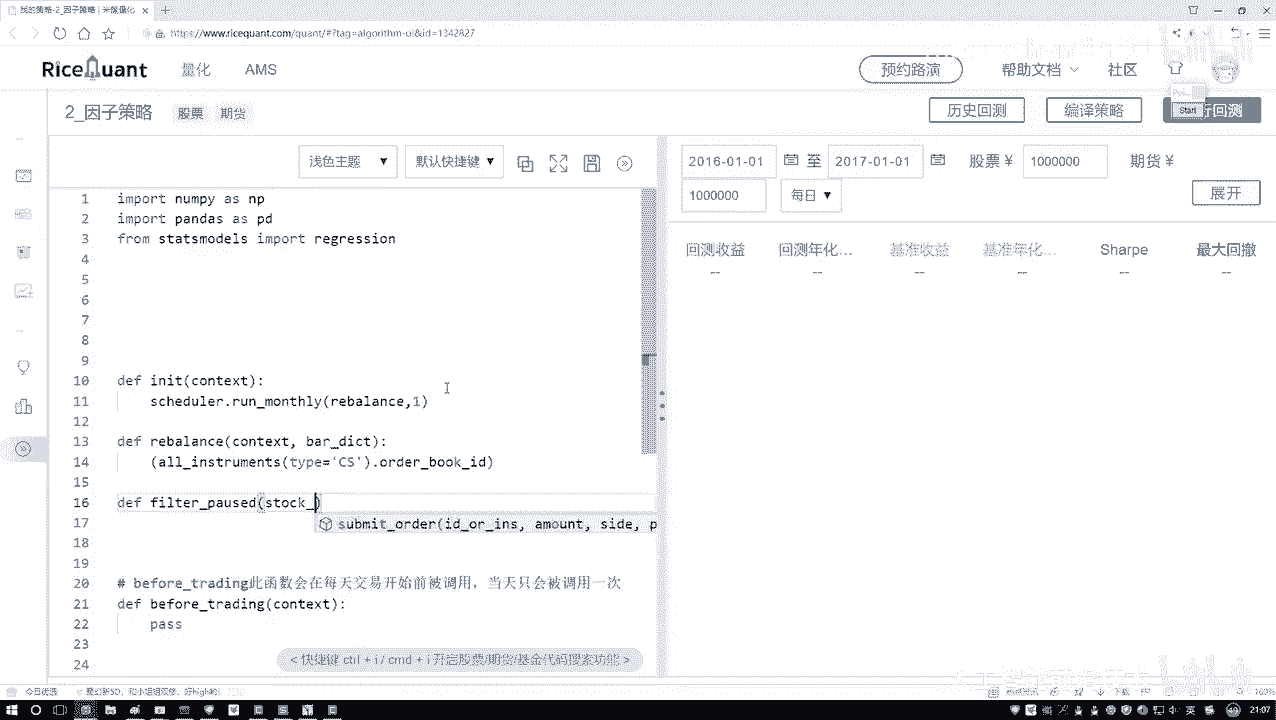 我的策略-2_因子策略 | 米筐量化
https://www.ricequant.com/quant/#?tag=algorithm-ui&id=1342827
RiceQuant 量化 AMS 预约路演 帮助文档 社区
2_因子策略 股票 期货 历史回测 编译策略 行回测
Start
浅色主题 默认快捷键 2016-01-01 至 2017-01-01 股票 ¥ 1000000 期货 ¥
1000000 每日 展开
回测收益 回测年化... 基准收益 基准年化... Sharpe 最大回撤
-- -- -- -- -- --
1 import numpy as np
2 import pandas as pd
3 from statsmodels import regression
4
5
6
7
8
9
10 def init(context):
11 scheduler.run_monthly(rebalance,1)
12
13 def rebalance(context, bar_dict):
14 (all_instruments(type='CS').order_book_id)
15
16 def filter_paused(stock_)
17 submit_order(id_or_ins, amount, side, p
18
19
20 # before_trading此函数会在每天交易开始前被调用，当天只会被调用一次
21 def before_trading(context):
22 pass
23
24
< 快捷键 ctrl + i / cmd + i 开启股票/期货/基金代码搜索功能 >
今日优选
100%
英
21:07